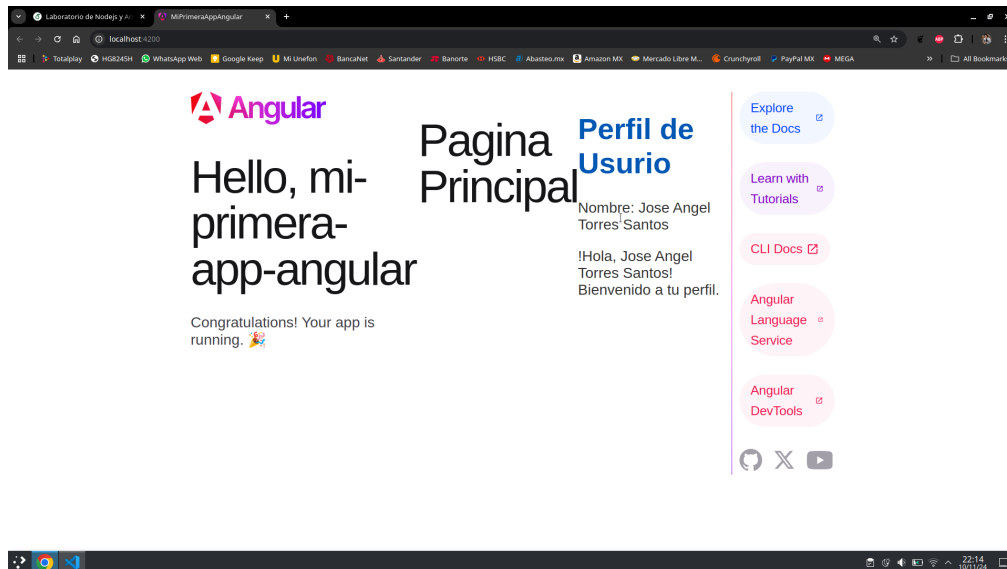 Laboratorio de Nodejs y An
MiPrimeraAppAngular
localhost:4200
Totalplay
HG8245H
WhatsApp Web
Google Keep
Mi Unefon
BancaNet
Santander
Banorte
HSBC
Abasteo.mx
Amazon MX
Mercado Libre M...
Crunchyroll
PayPal MX
MEGA
»
All Bookmarks
Angular
Hello, mi-
primera-
app-angular
Congratulations! Your app is
running. 🎉
Pagina
Principal
Perfil de
Usurio
Nombre: Jose Angel
Torres Santos
!Hola, Jose Angel
Torres Santos!
Bienvenido a tu perfil.
Explore
the Docs
Learn with
Tutorials
CLI Docs
Angular
Language
Service
Angular
DevTools
22:14
10/11/24